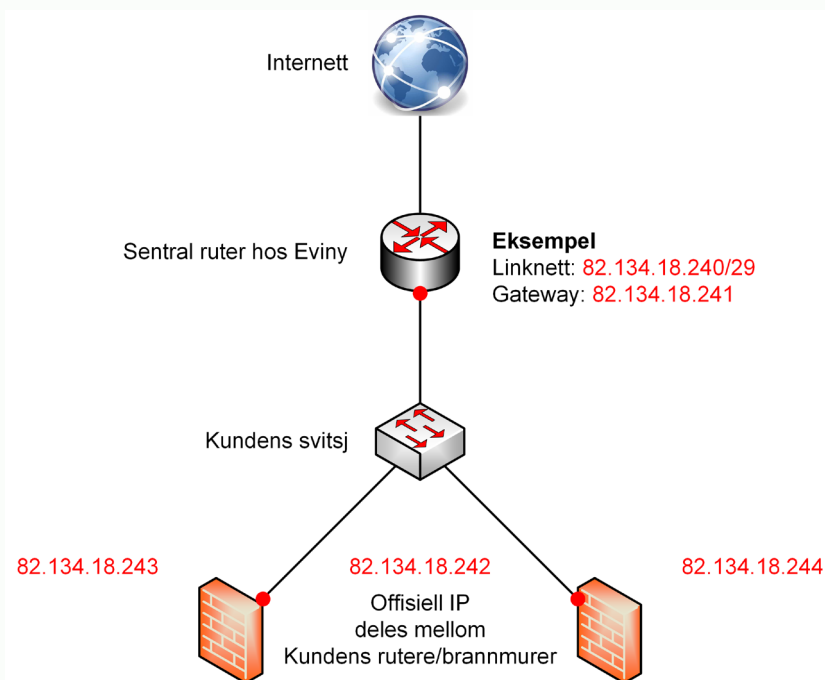 Internett
Sentral ruter hos Eviny
Eksempel
Linknett: 82.134.18.240/29
Gateway: 82.134.18.241
Kundens svitsj
82.134.18.243
82.134.18.242
82.134.18.244
Offisiell IP
deles mellom
Kundens rutere/brannmurer